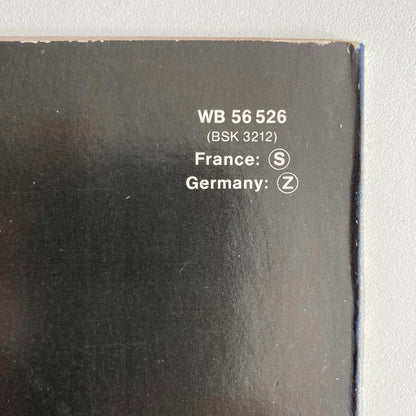 WB 56 526
(BSK 3212)
France: Ⓢ
Germany: Ⓩ